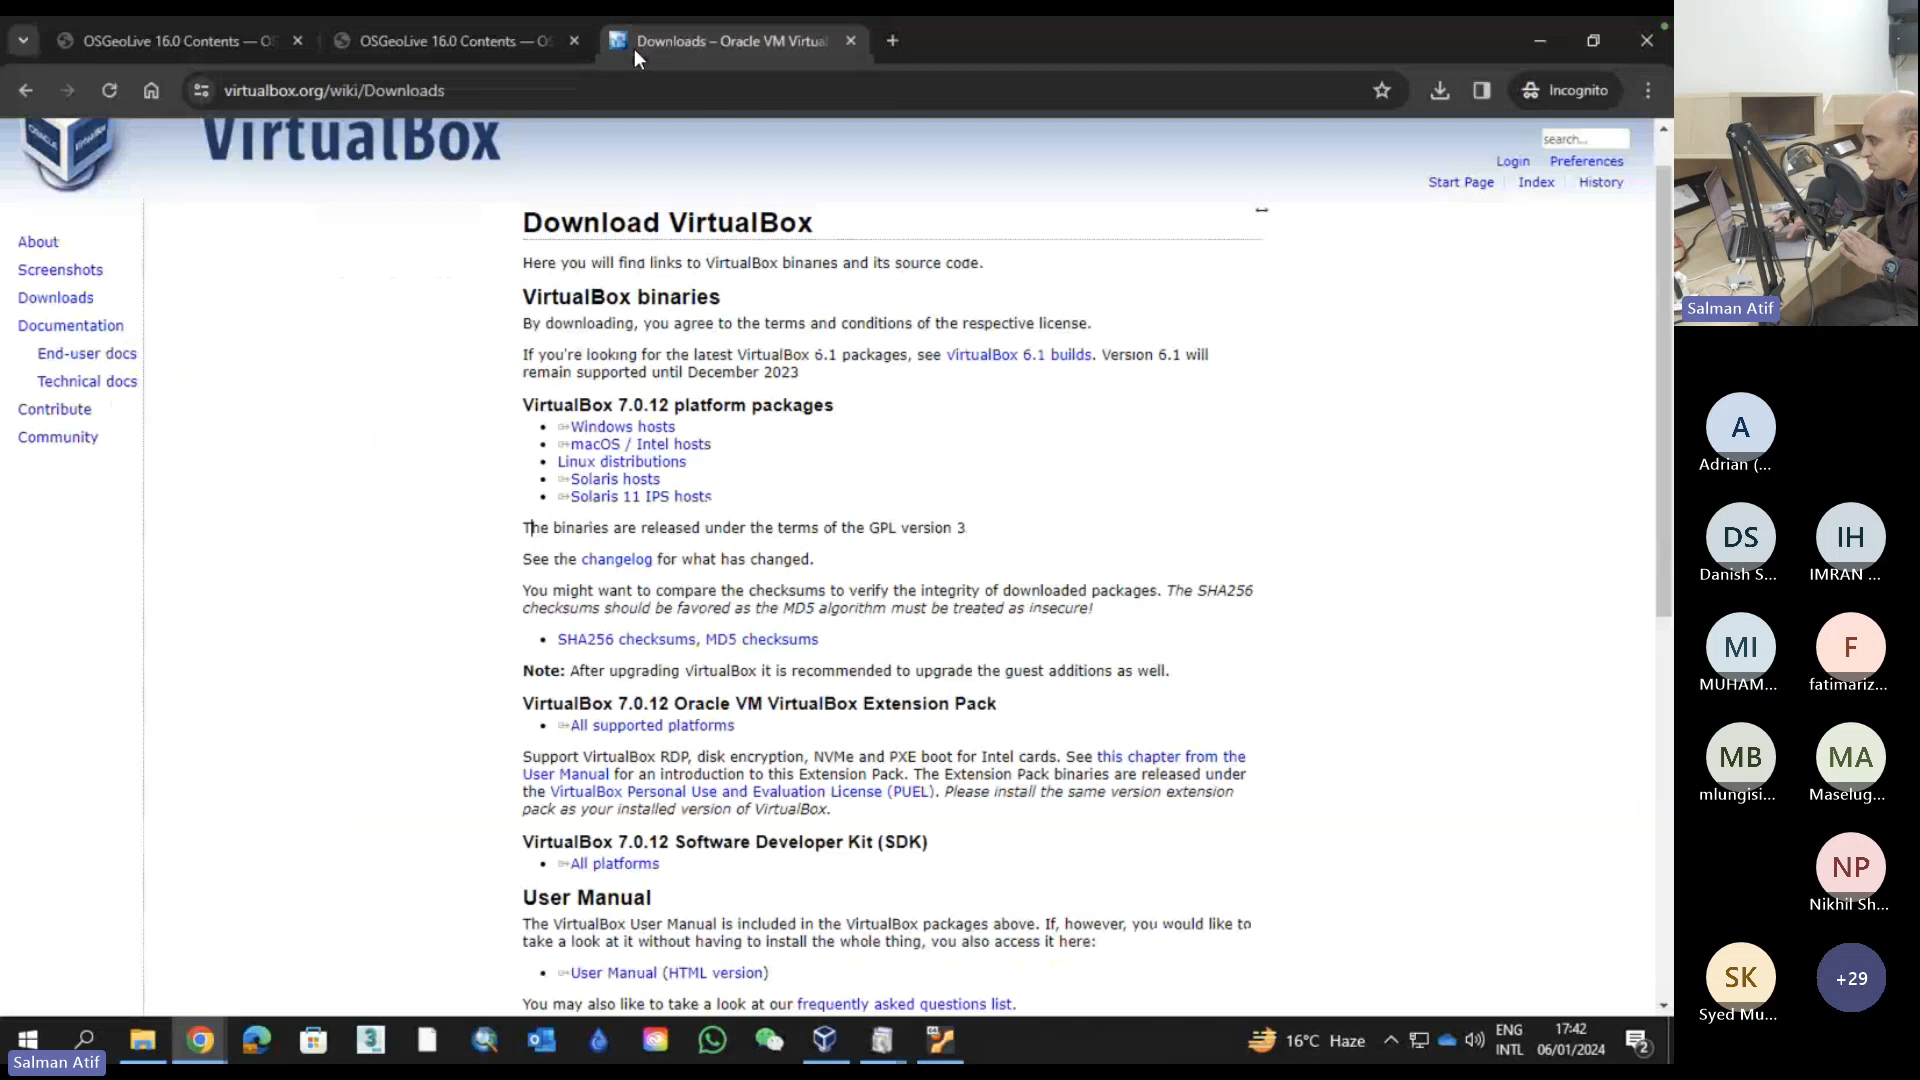 OSGeoLive 16.0 Contents — O
OSGeoLive 16.0 Contents — OS
Downloads – Oracle VM Virtua
virtualbox.org/wiki/Downloads
Incognito
VirtualBox
search...
Login Preferences
Start Page Index History
About
Screenshots
Downloads
Documentation
End-user docs
Technical docs
Contribute
Community
Download VirtualBox
Here you will find links to VirtualBox binaries and its source code.
VirtualBox binaries
By downloading, you agree to the terms and conditions of the respective license.
If you're looking for the latest VirtualBox 6.1 packages, see VirtualBox 6.1 builds. Version 6.1 will
remain supported until December 2023
VirtualBox 7.0.12 platform packages
Windows hosts
macOS / Intel hosts
Linux distributions
Solaris hosts
Solaris 11 IPS hosts
The binaries are released under the terms of the GPL version 3
See the changelog for what has changed.
You might want to compare the checksums to verify the integrity of downloaded packages. The SHA256
checksums should be favored as the MD5 algorithm must be treated as insecure!
SHA256 checksums, MD5 checksums
Note: After upgrading VirtualBox it is recommended to upgrade the guest additions as well.
VirtualBox 7.0.12 Oracle VM VirtualBox Extension Pack
All supported platforms
Support VirtualBox RDP, disk encryption, NVMe and PXE boot for Intel cards. See this chapter from the
User Manual for an introduction to this Extension Pack. The Extension Pack binaries are released under
the VirtualBox Personal Use and Evaluation License (PUEL). Please install the same version extension
pack as your installed version of VirtualBox.
VirtualBox 7.0.12 Software Developer Kit (SDK)
All platforms
User Manual
The VirtualBox User Manual is included in the VirtualBox packages above. If, however, you would like to
take a look at it without having to install the whole thing, you also access it here:
User Manual (HTML version)
You may also like to take a look at our frequently asked questions list.
16°C Haze
ENG
INTL
17:42
06/01/2024
2
Salman Atif
Salman Atif
A
Adrian (...
DS
Danish S...
IH
IMRAN ...
MI
MUHAM...
F
fatimariz...
MB
mlungisi...
MA
Maselug...
NP
Nikhil Sh...
SK
Syed Mu...
+29